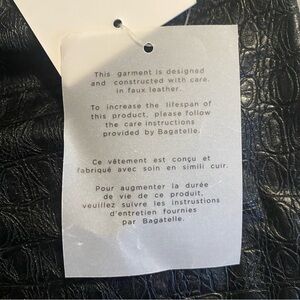 This garment is designed
and constructed with care.
in faux leather.
To increase the lifespan of
this product, please follow
the care instructions
provided by Bagatelle.
Ce vêtement est conçu et
fabriqué avec soin en simili cuir.
Pour augmenter la durée
de vie de ce produit,
veuillez suivre les instrustions
d'entretien fournies
par Bagatelle.